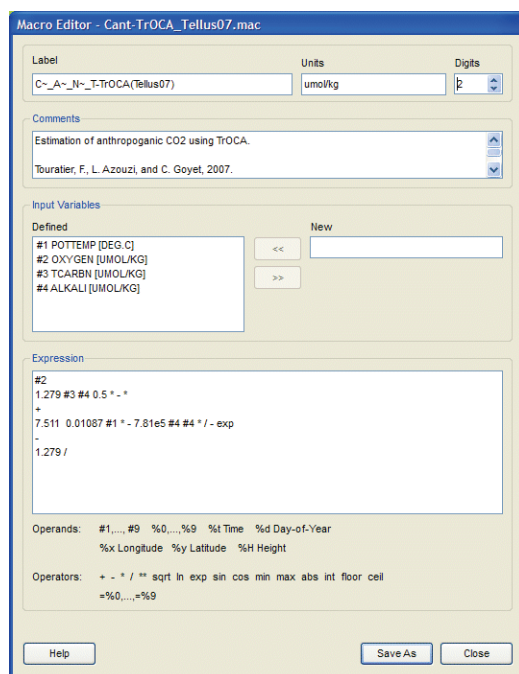 Macro Editor - Cant-TrOCA_Tellus07.mac
Label Units Digits
C~_A~_N~_T-TrOCA(Tellus07) umol/kg 2
Comments
Estimation of anthropoganic CO2 using TrOCA.
Touratier, F., L. Azouzi, and C. Goyet, 2007.
Input Variables
Defined New
#1 POTTEMP [DEG.C]
#2 OXYGEN [UMOL/KG]
#3 TCARBN [UMOL/KG]
#4 ALKALI [UMOL/KG]
<<
>>
Expression
#2
1.279 #3 #4 0.5 * - *
+
7.511 0.01087 #1 * - 7.81e5 #4 #4 * / - exp
-
1.279 /
Operands: #1,..., #9 %0,...,%9 %t Time %d Day-of-Year
%x Longitude %y Latitude %H Height
Operators: + - * / ** sqrt ln exp sin cos min max abs int floor ceil
=%0,...,=%9
Help Save As Close